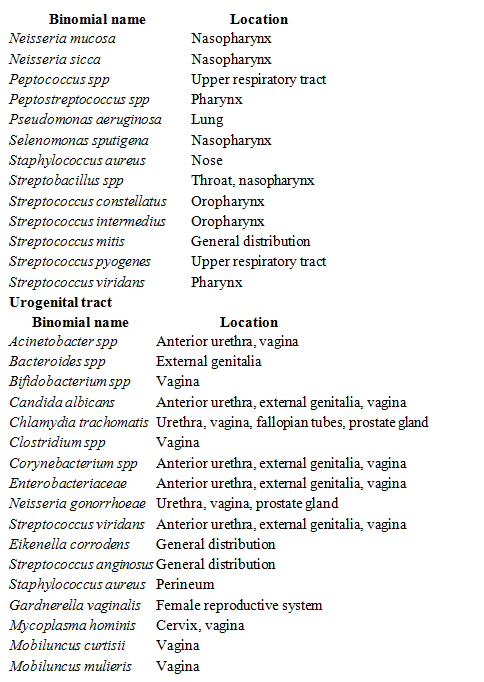 Binomial name Location
Neisseria mucosa Nasopharynx
Neisseria sicca Nasopharynx
Peptococcus spp Upper respiratory tract
Peptostreptococcus spp Pharynx
Pseudomonas aeruginosa Lung
Selenomonas sputigena Nasopharynx
Staphylococcus aureus Nose
Streptobacillus spp Throat, nasopharynx
Streptococcus constellatus Oropharynx
Streptococcus intermedius Oropharynx
Streptococcus mitis General distribution
Streptococcus pyogenes Upper respiratory tract
Streptococcus viridans Pharynx
Urogenital tract
Binomial name Location
Acinetobacter spp Anterior urethra, vagina
Bacteroides spp External genitalia
Bifidobacterium spp Vagina
Candida albicans Anterior urethra, external genitalia, vagina
Chlamydia trachomatis Urethra, vagina, fallopian tubes, prostate gland
Clostridium spp Vagina
Corynebacterium spp Anterior urethra, external genitalia, vagina
Enterobacteriaceae Anterior urethra, external genitalia, vagina
Neisseria gonorrhoeae Urethra, vagina, prostate gland
Streptococcus viridans Anterior urethra, external genitalia, vagina
Eikenella corrodens General distribution
Streptococcus anginosus General distribution
Staphylococcus aureus Perineum
Gardnerella vaginalis Female reproductive system
Mycoplasma hominis Cervix, vagina
Mobiluncus curtisii Vagina
Mobiluncus mulieris Vagina